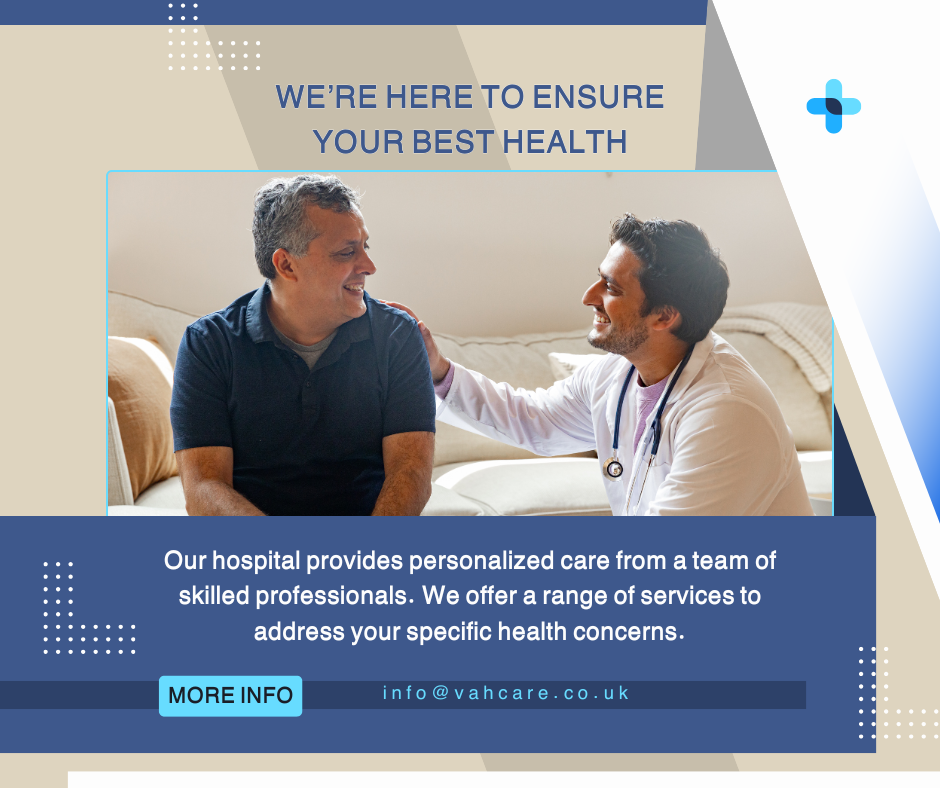 WE’RE HERE TO ENSURE
YOUR BEST HEALTH
Our hospital provides personalized care from a team of
skilled professionals. We offer a range of services to
address your specific health concerns.
MORE INFO
info@vahcare.co.uk